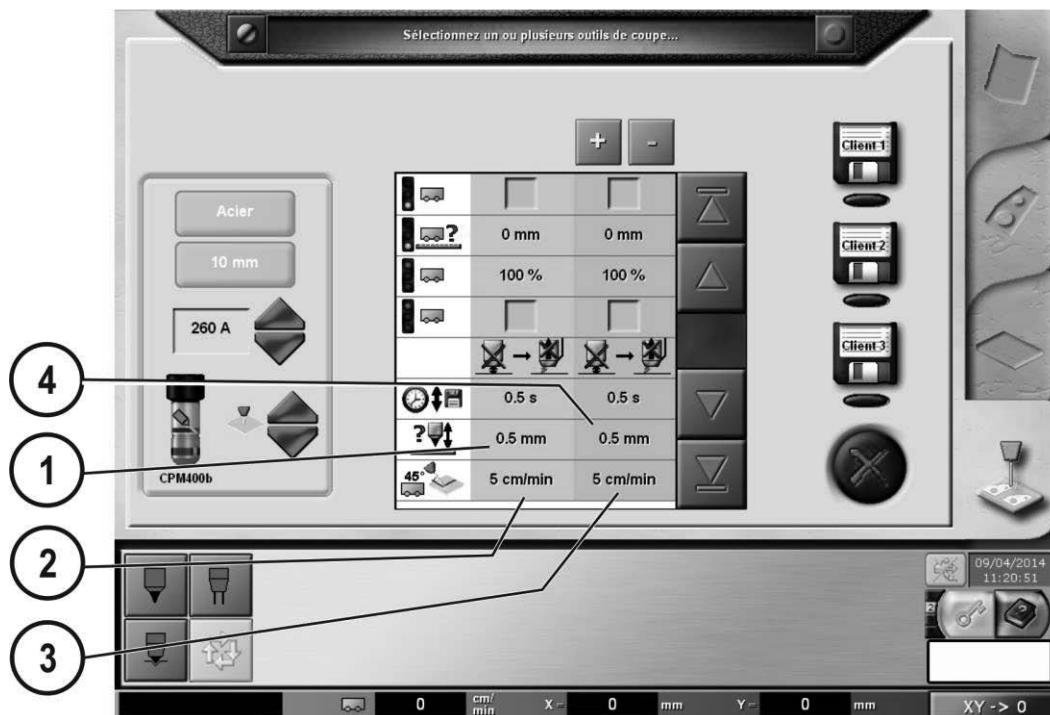 Sélectionnez un ou plusieurs outils de coupe...
+ -
Client 1
Acier
10 mm
260 A
CPM400b
? 0 mm 0 mm
100 % 100 %
0.5 s 0.5 s
? 0.5 mm 0.5 mm
45° 5 cm/min 5 cm/min
Client 2
Client 3
4
1
2
3
09/04/2014
11:20:51
2
0 cm/min X = 0 mm Y = 0 mm XY -> 0